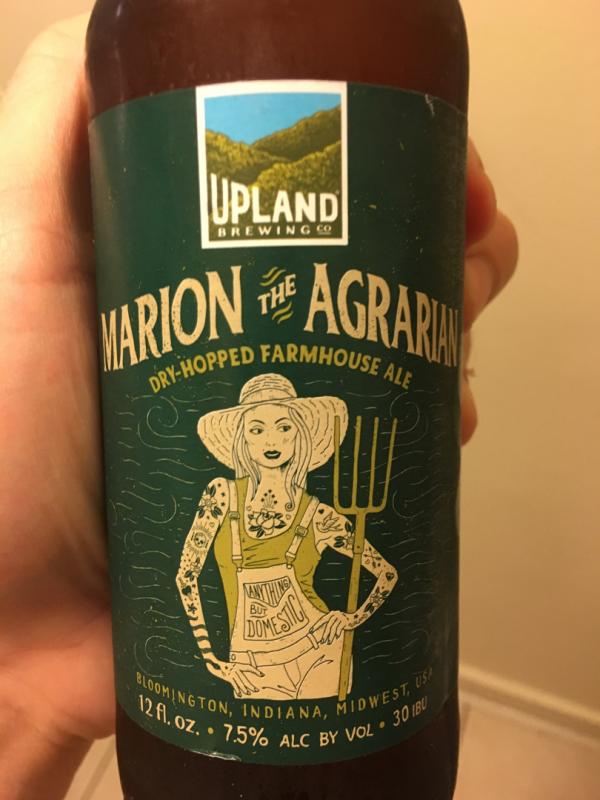 UPLAND
BREWING CO
MARION THE AGRARIAN
DRY-HOPPED FARMHOUSE ALE
ANYTHING
BUT
DOMESTIC
BLOOMINGTON, INDIANA, MIDWEST, USA
12 fl. oz. • 7.5% ALC BY VOL • 30 IBU